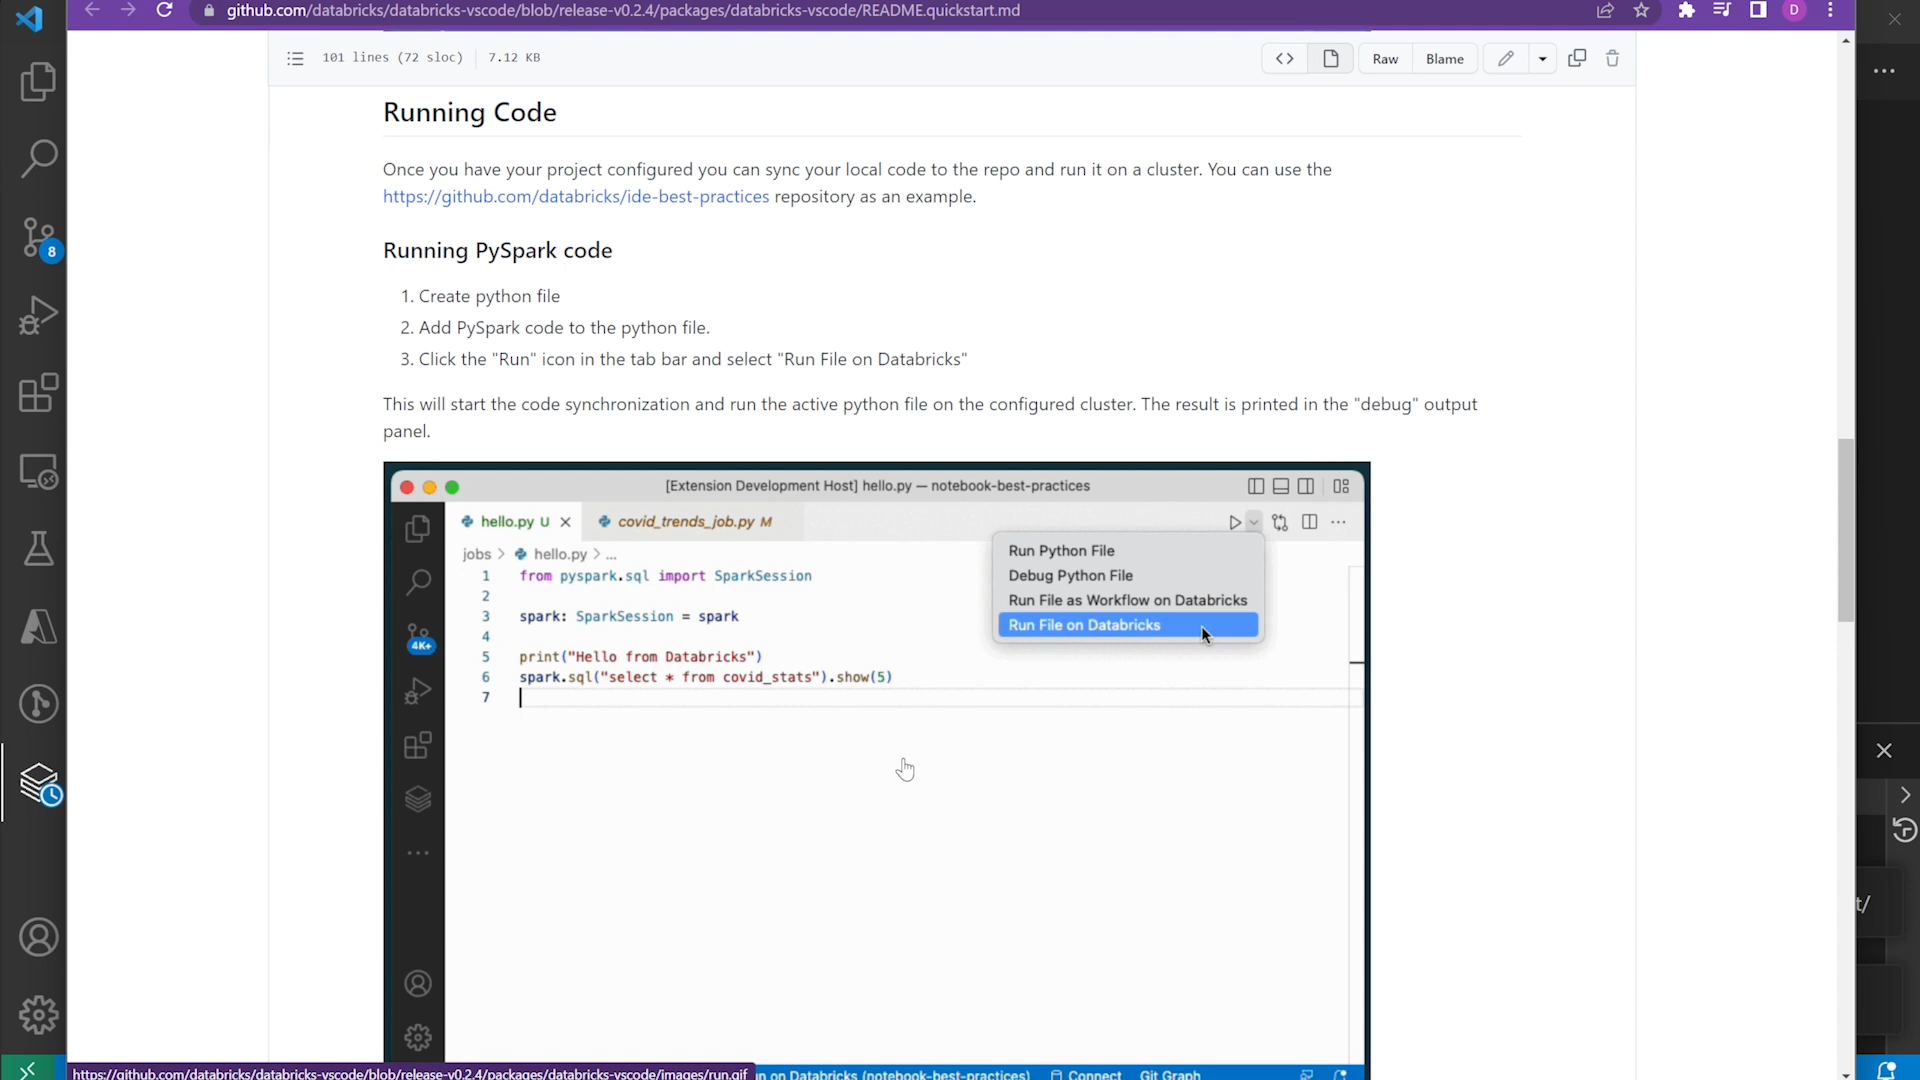 github.com/databricks/databricks-vscode/blob/release-v0.2.4/packages/databricks-vscode/README.quickstart.md
D
101 lines (72 sloc) 7.12 KB
Raw Blame
Running Code
Once you have your project configured you can sync your local code to the repo and run it on a cluster. You can use the
https://github.com/databricks/ide-best-practices repository as an example.
8
Running PySpark code
1. Create python file
2. Add PySpark code to the python file.
3. Click the "Run" icon in the tab bar and select "Run File on Databricks"
This will start the code synchronization and run the active python file on the configured cluster. The result is printed in the "debug" output
panel.
[Extension Development Host] hello.py — notebook-best-practices
hello.py U covid_trends_job.py M
jobs > hello.py > ...
Run Python File
Debug Python File
Run File as Workflow on Databricks
Run File on Databricks
1 from pyspark.sql import SparkSession
2
3 spark: SparkSession = spark
4
5 print("Hello from Databricks")
6 spark.sql("select * from covid_stats").show(5)
7
4K+
t/
https://github.com/databricks/databricks-vscode/blob/release-v0.2.4/packages/databricks-vscode/images/run.gif
on Databricks (notebook-best-practices) Connect Git Graph